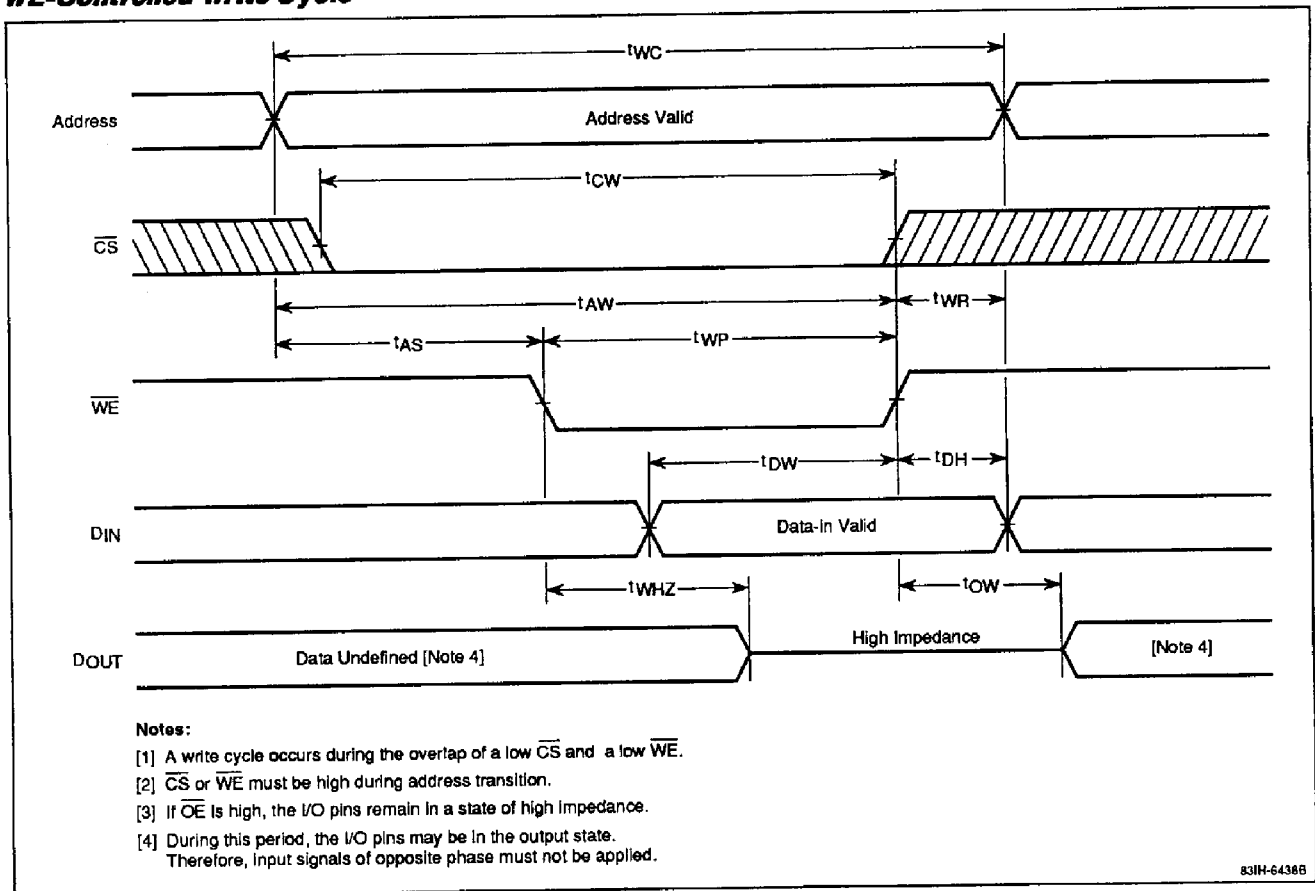 WE-Controlled Write Cycle
tWC
Address
Address Valid
tCW
CS
tAW
tWR
tAS
tWP
WE
tDW
tDH
DIN
Data-in Valid
tWHZ
tOW
DOUT
Data Undefined [Note 4]
High Impedance
[Note 4]
Notes:
[1] A write cycle occurs during the overlap of a low CS and a low WE.
[2] CS or WE must be high during address transition.
[3] If OE is high, the I/O pins remain in a state of high impedance.
[4] During this period, the I/O pins may be in the output state.
Therefore, input signals of opposite phase must not be applied.
83IH-6438B